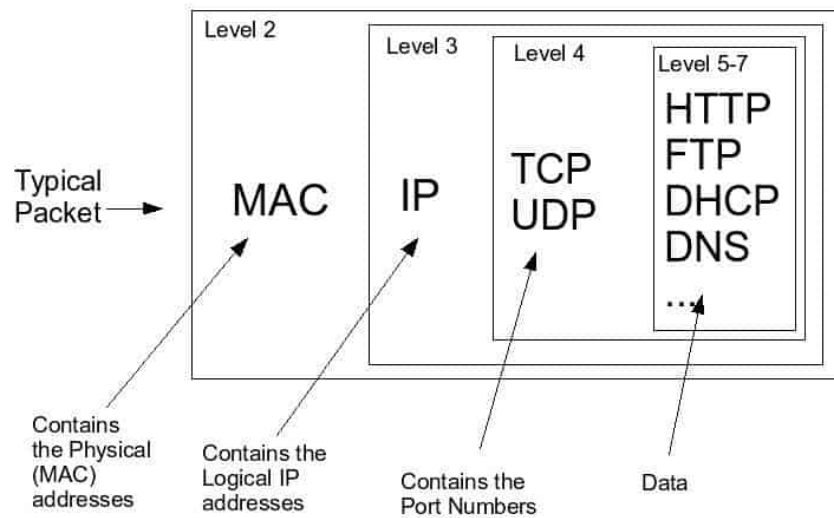 Level 2
Level 3
Level 4
Level 5-7
HTTP
FTP
DHCP
DNS
...
TCP
UDP
IP
MAC
Typical
Packet
Contains
the Physical
(MAC)
addresses
Contains the
Logical IP
addresses
Contains the
Port Numbers
Data